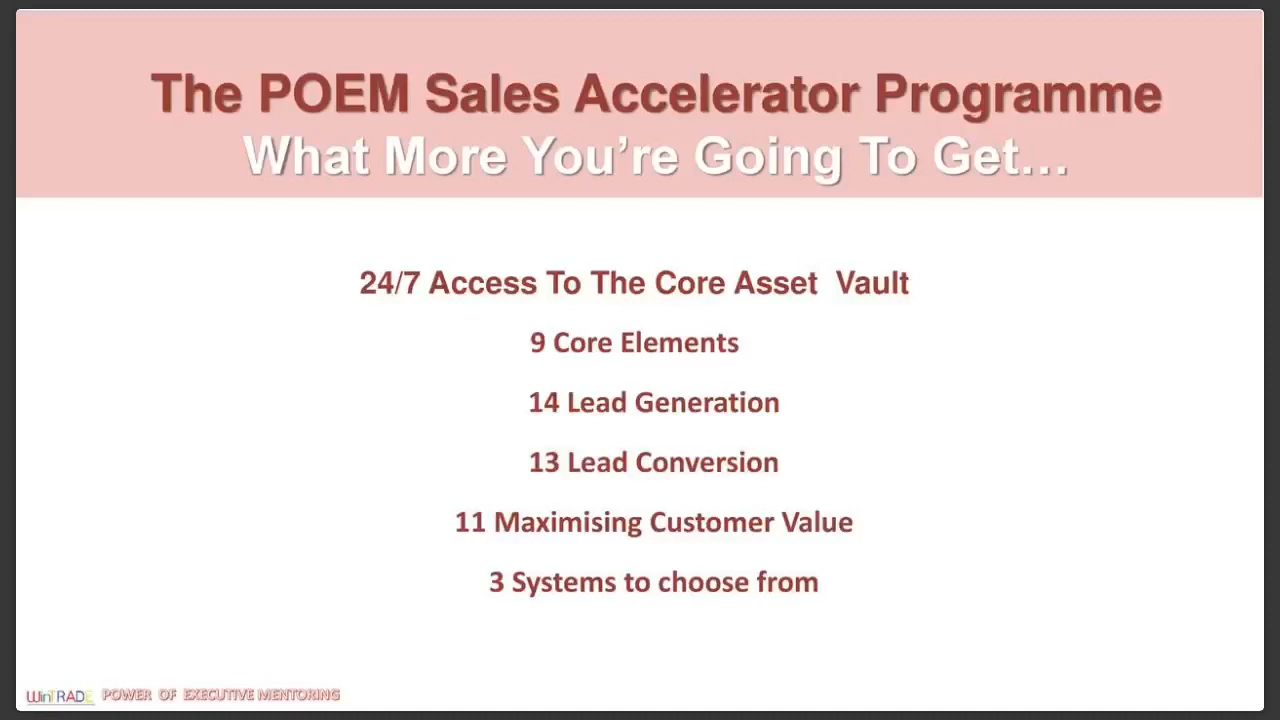 The POEM Sales Accelerator Programme
What More You’re Going To Get…
24/7 Access To The Core Asset  Vault
9 Core Elements
14 Lead Generation
13 Lead Conversion
11 Maximising Customer Value
3 Systems to choose from
WinTRADE POWER OF EXECUTIVE MENTORING